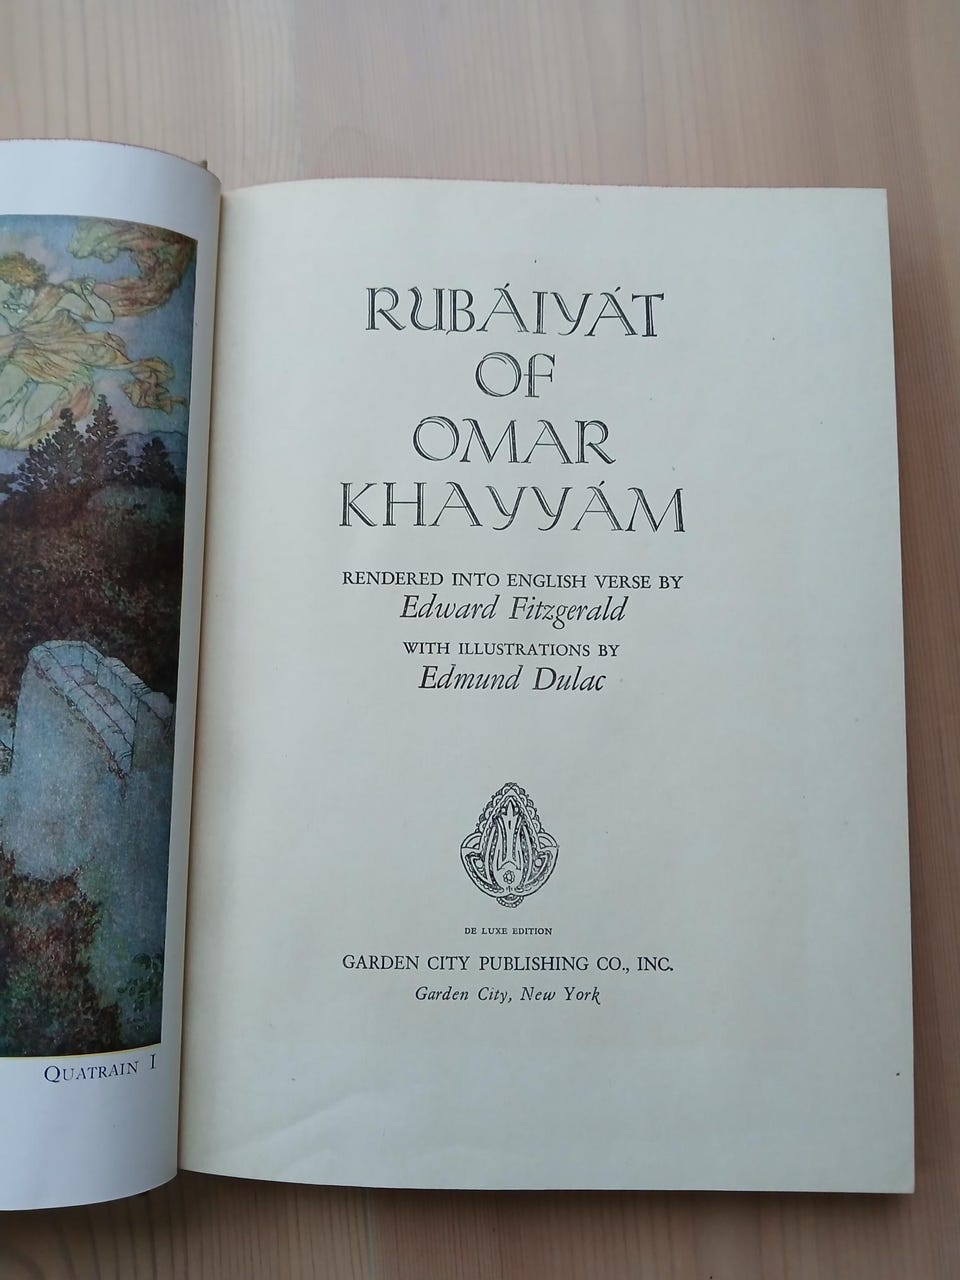 QUATRAIN I
RUBÁIYÁT
OF
OMAR
KHAYYÁM
RENDERED INTO ENGLISH VERSE BY
Edward Fitzgerald
WITH ILLUSTRATIONS BY
Edmund Dulac
DE LUXE EDITION
GARDEN CITY PUBLISHING CO., INC.
Garden City, New York